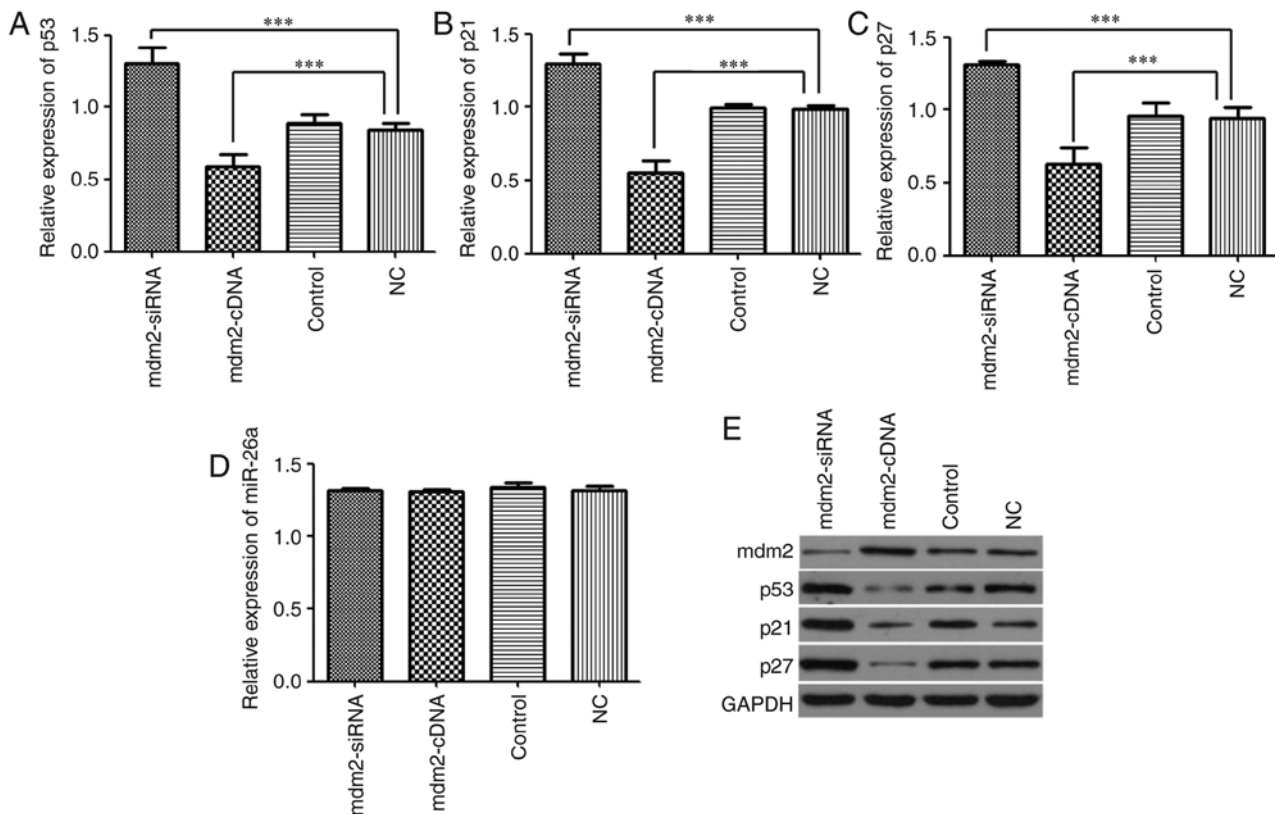 A
Relative expression of p53
1.5
1.0
0.5
0.0
***
***
mdm2-siRNA
mdm2-cDNA
Control
NC
B
Relative expression of p21
1.5
1.0
0.5
0.0
***
***
mdm2-siRNA
mdm2-cDNA
Control
NC
C
Relative expression of p27
1.5
1.0
0.5
0.0
***
***
mdm2-siRNA
mdm2-cDNA
Control
NC
D
Relative expression of miR-26a
1.5
1.0
0.5
0.0
mdm2-siRNA
mdm2-cDNA
Control
NC
E
mdm2-siRNA
mdm2-cDNA
Control
NC
mdm2
p53
p21
p27
GAPDH